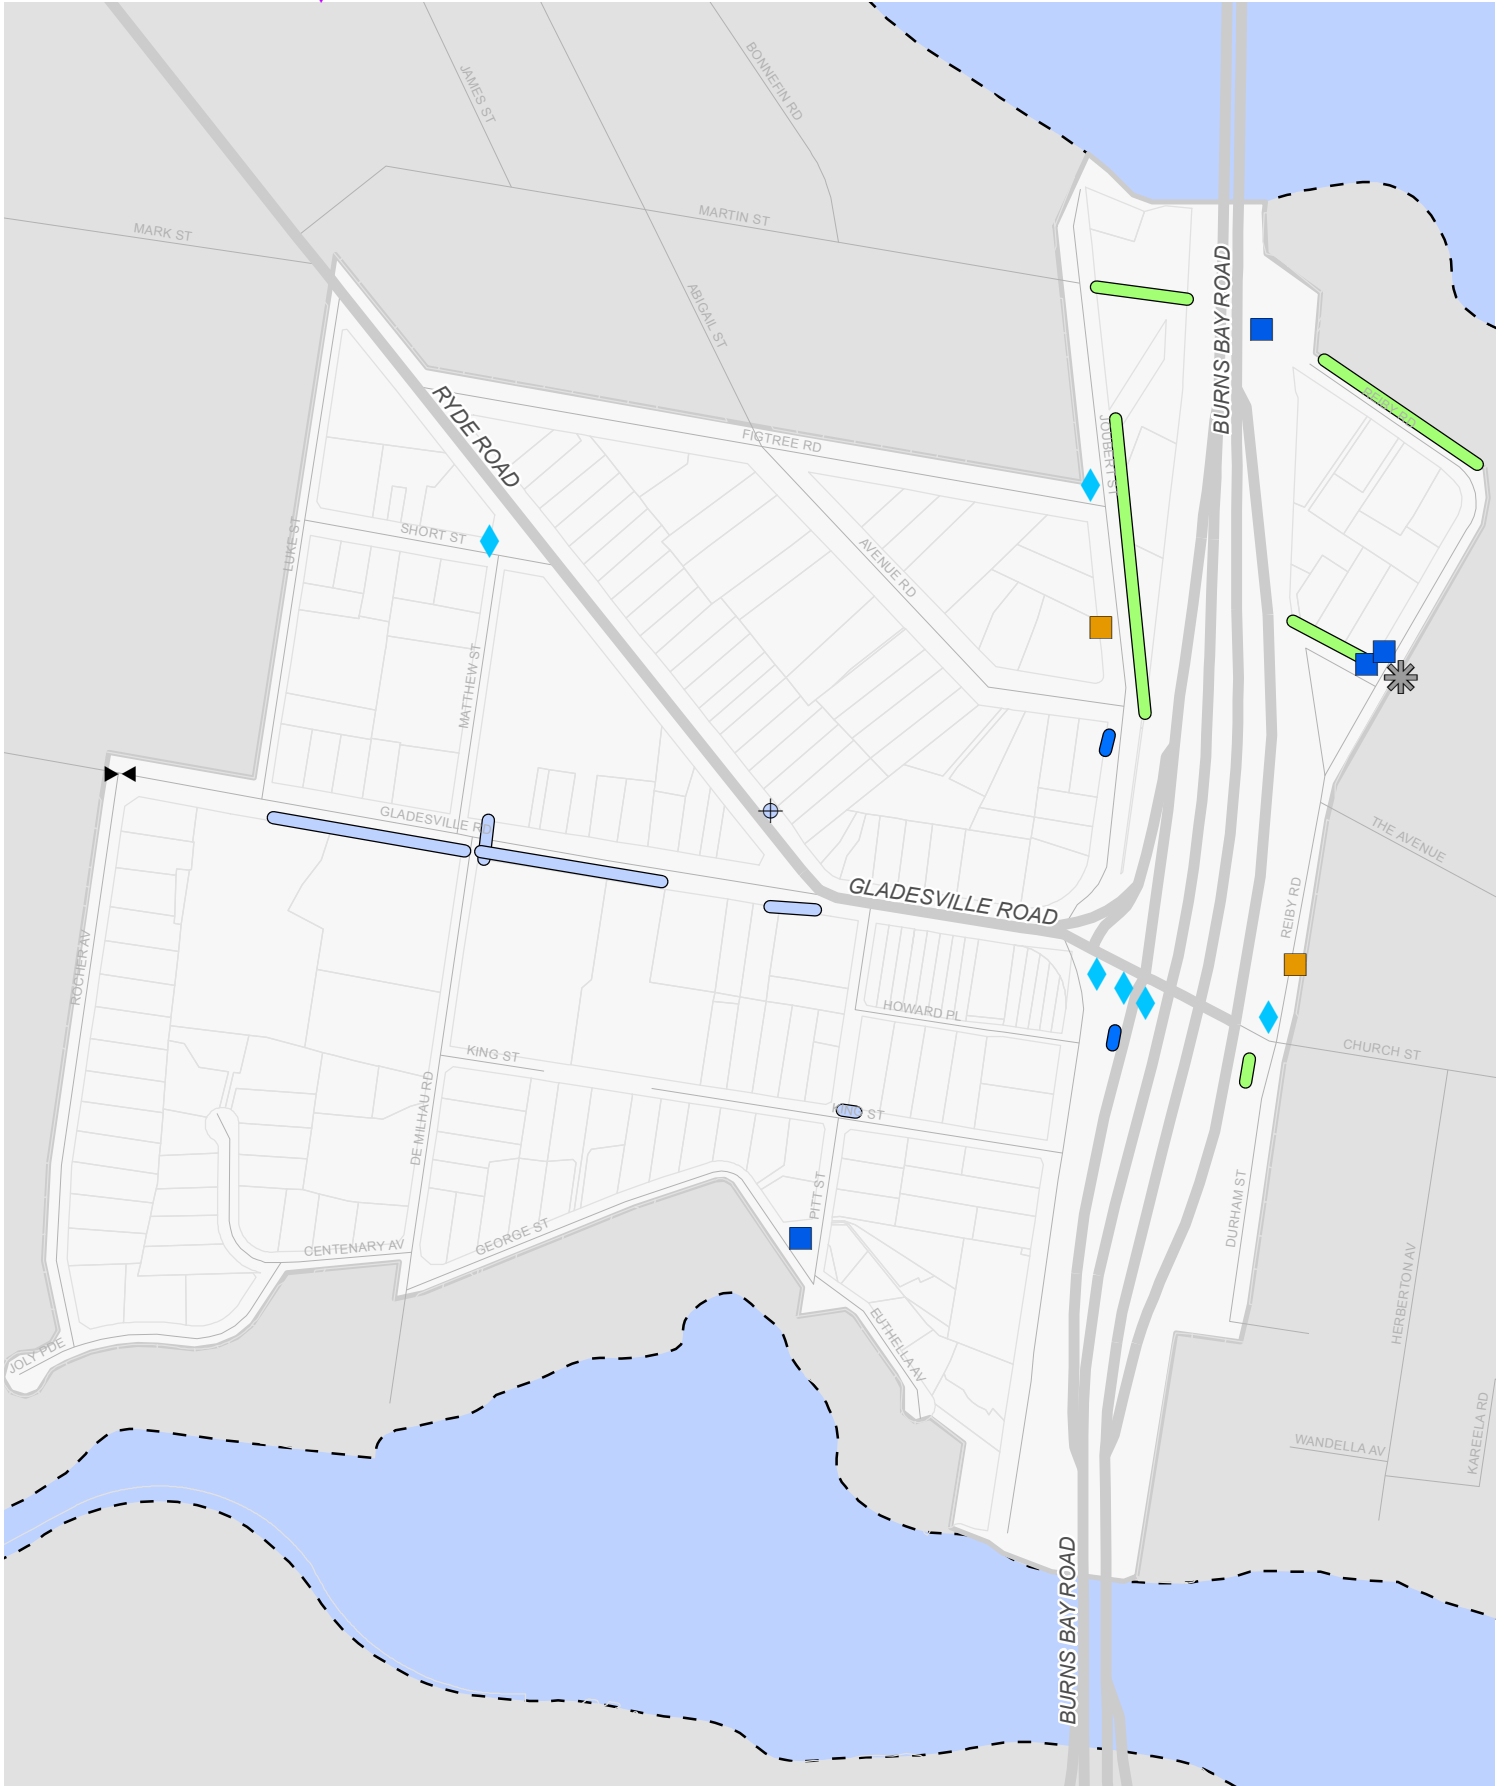 JAMES ST
BONNEFIN RD
MARTIN ST
MARK ST
ABIGAIL ST
BURNS BAY ROAD
RYDE ROAD
FIGTREE RD
JOUBERT ST
REIBY RD
SHORT ST
LUKE ST
AVENUE RD
MATTHEW ST
GLADESVILLE RD
THE AVENUE
GLADESVILLE ROAD
REIBY RD
ROCHER AV
HOWARD PL
KING ST
CHURCH ST
DE MILHAU RD
KING ST
PITT ST
DURHAM ST
GEORGE ST
CENTENARY AV
HERBERTON AV
EUTHELLA AV
JOLY PDE
WANDELLA AV
KAREELA RD
BURNS BAY ROAD